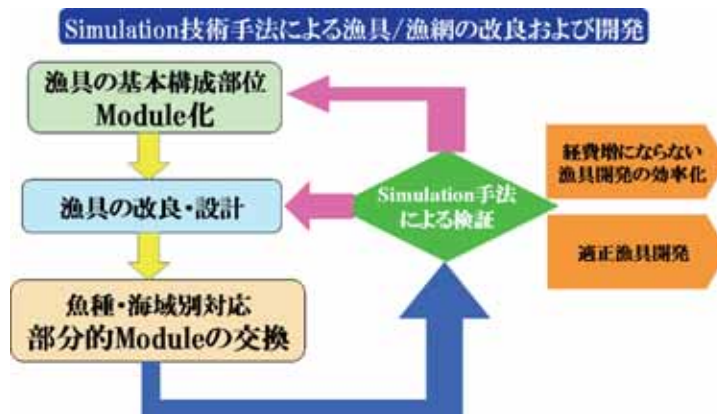 Simulation技術手法による漁具/漁網の改良および開発
漁具の基本構成部位
Module化
漁具の改良・設計
魚種・海域別対応
部分的Moduleの交換
Simulation手法
による検証
経費増にならない
漁具開発の効率化
適正漁具開発